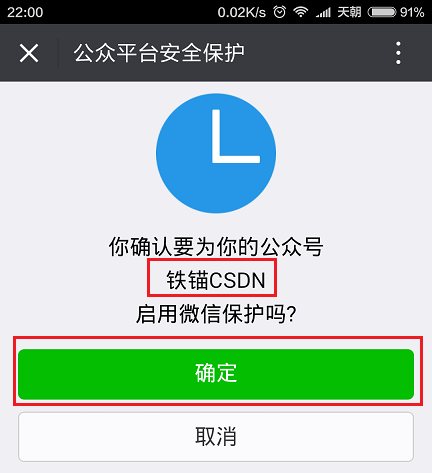 22:00 0.02K/s 天朝 91%
公众平台安全保护
你确认要为你的公众号
铁锚CSDN
启用微信保护吗?
确定
取消